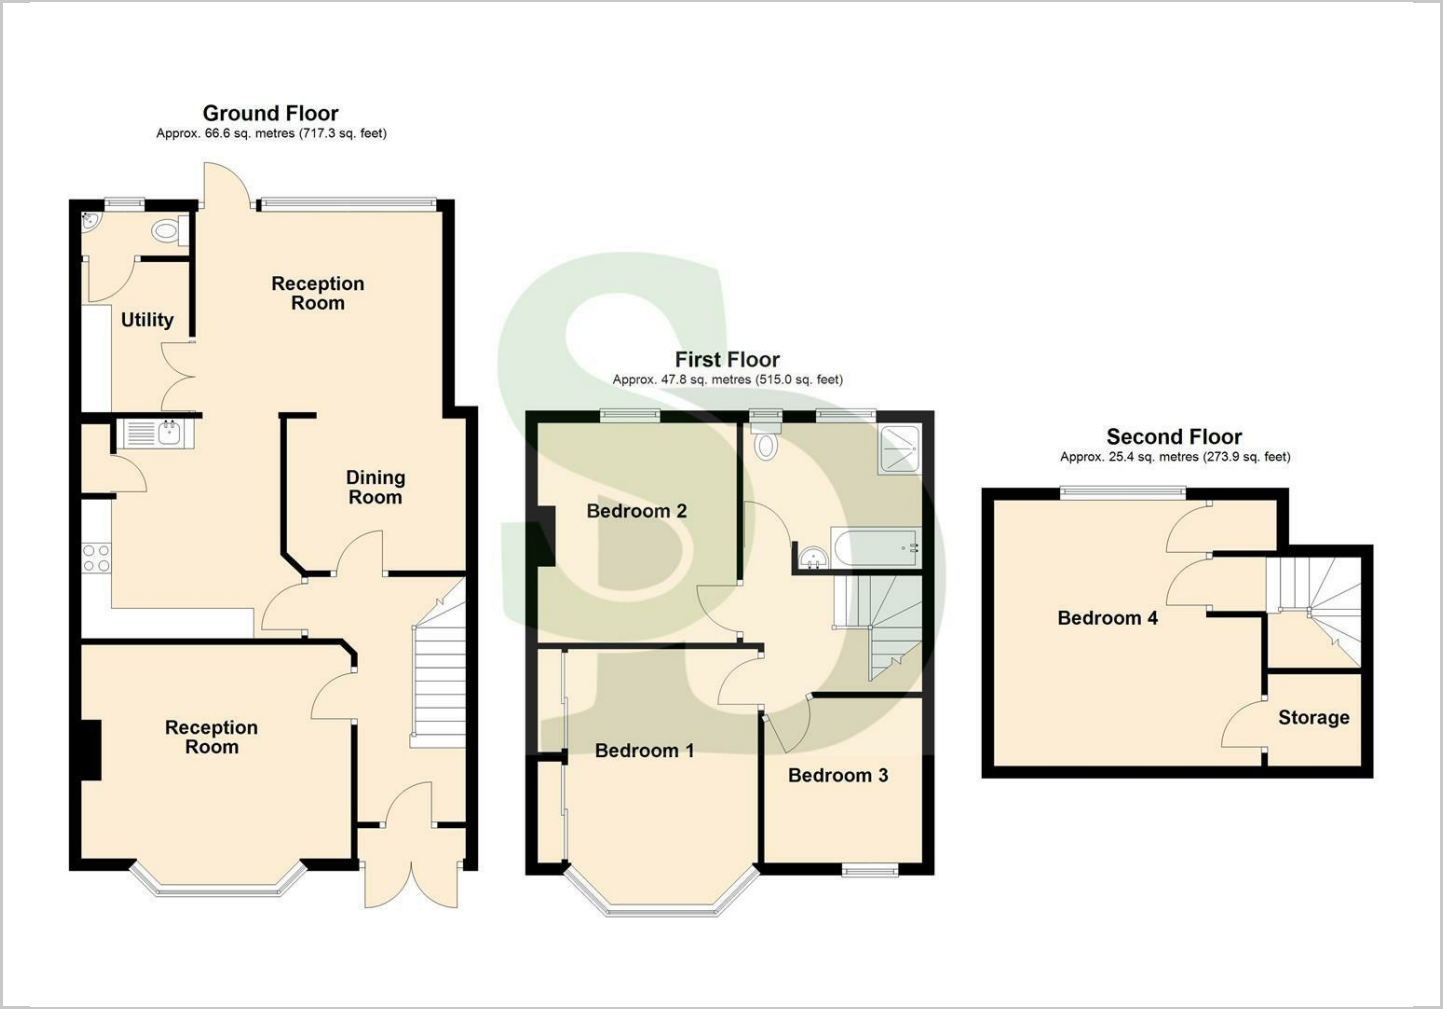 Ground Floor
Approx. 66.6 sq. metres (717.3 sq. feet)
Reception
Room
Utility
Dining
Room
Reception
Room
First Floor
Approx. 47.8 sq. metres (515.0 sq. feet)
Bedroom 2
Bedroom 1
Bedroom 3
Second Floor
Approx. 25.4 sq. metres (273.9 sq. feet)
Bedroom 4
Storage
SD